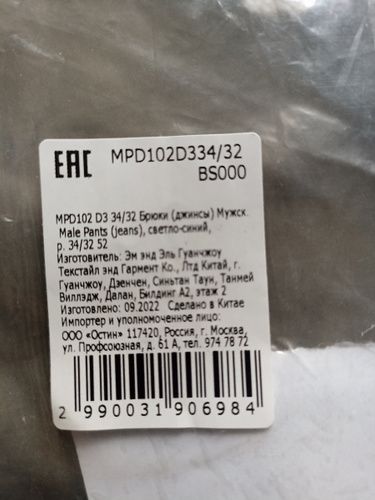 EAC MPD102D334/32
BS000
MPD102 D3 34/32 Брюки (джинсы) Мужск.
Male Pants (jeans), светло-синий,
р. 34/32 52
Изготовитель: Эм энд Эль Гуанчжоу
Текстайл энд Гармент Ко., Лтд Китай, г.
Гуанчжоу, Дзенчен, Синьтан Таун, Танмей
Виллэдж, Далан, Билдинг А2, этаж 2
Изготовлено: 09.2022 Сделано в Китае
Импортер и уполномоченное лицо:
ООО «Остин» 117420, Россия, г. Москва,
ул. Профсоюзная, д. 61 А, тел. 974 78 72
2 990031 906984